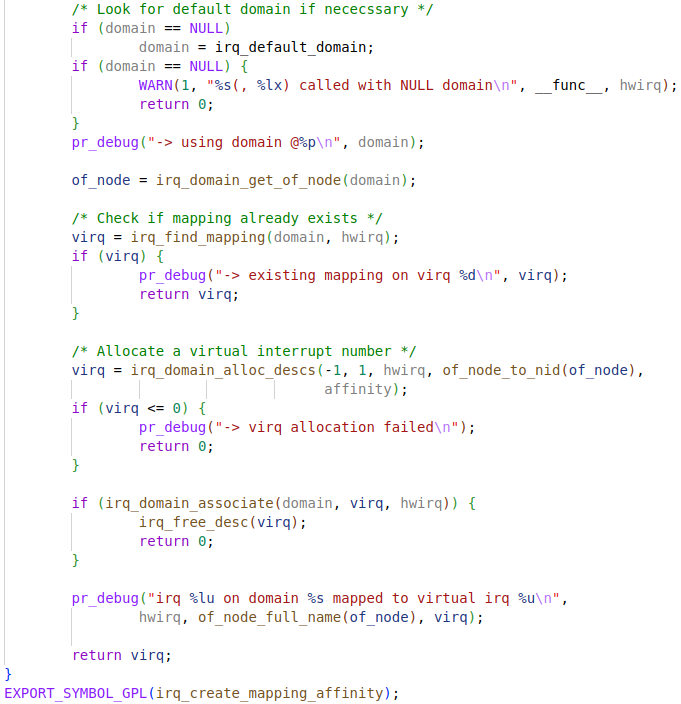 /* Look for default domain if nececssary */
if (domain == NULL)
domain = irq_default_domain;
if (domain == NULL) {
WARN(1, "%s(, %lx) called with NULL domain\n", __func__, hwirq);
return 0;
}
pr_debug("-> using domain @%p\n", domain);
of_node = irq_domain_get_of_node(domain);
/* Check if mapping already exists */
virq = irq_find_mapping(domain, hwirq);
if (virq) {
pr_debug("-> existing mapping on virq %d\n", virq);
return virq;
}
/* Allocate a virtual interrupt number */
virq = irq_domain_alloc_descs(-1, 1, hwirq, of_node_to_nid(of_node),
affinity);
if (virq <= 0) {
pr_debug("-> virq allocation failed\n");
return 0;
}
if (irq_domain_associate(domain, virq, hwirq)) {
irq_free_desc(virq);
return 0;
}
pr_debug("irq %lu on domain %s mapped to virtual irq %u\n",
hwirq, of_node_full_name(of_node), virq);
return virq;
}
EXPORT_SYMBOL_GPL(irq_create_mapping_affinity);